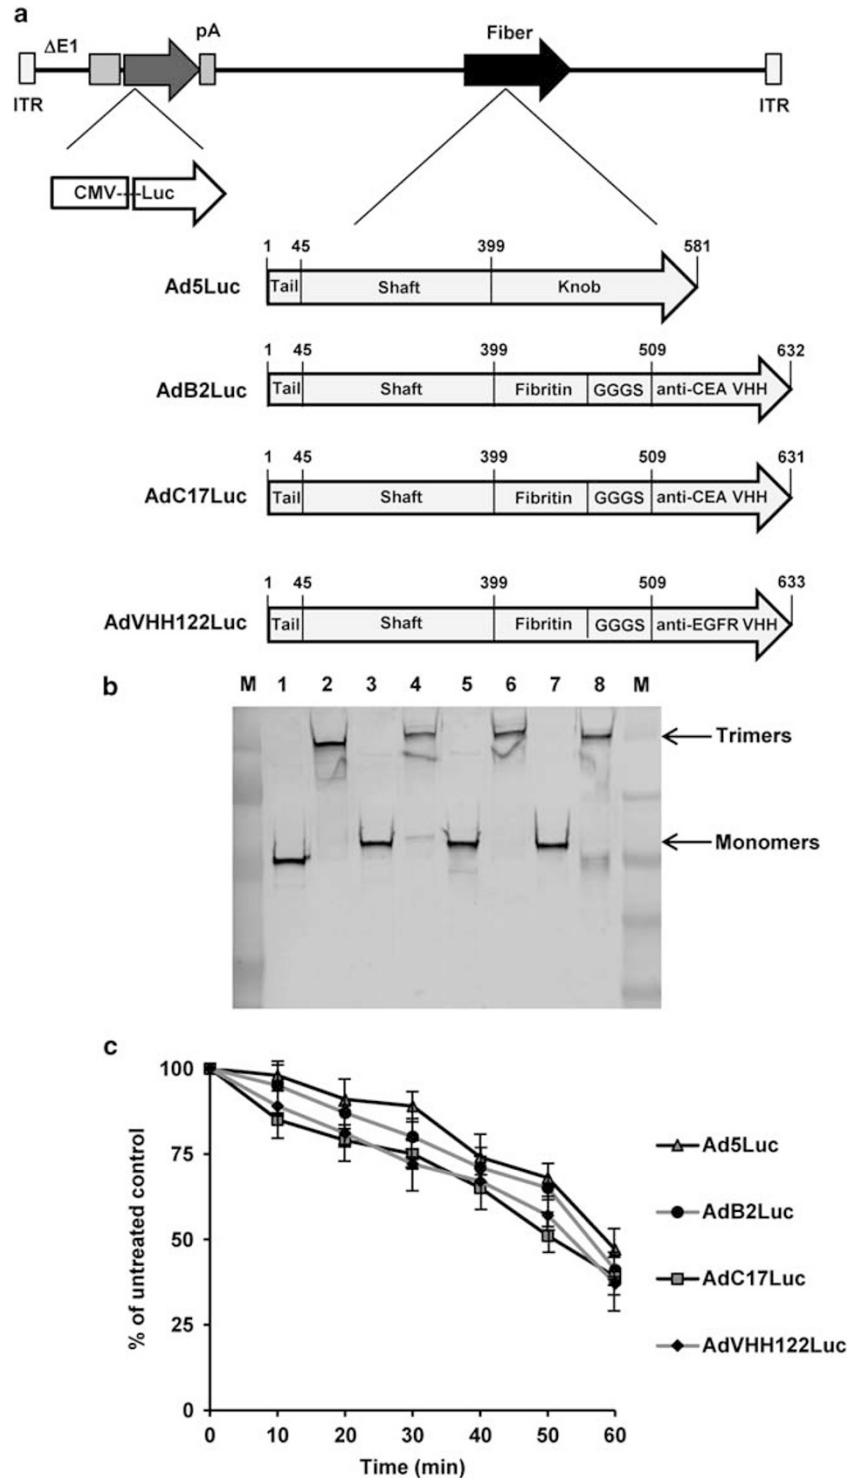 a
ΔE1
pA
Fiber
ITR
ITR
CMV
Luc
1 45 399 581
Ad5Luc
Tail Shaft Knob
1 45 399 509 632
AdB2Luc
Tail Shaft Fibritin GGGS anti-CEA VHH
1 45 399 509 631
AdC17Luc
Tail Shaft Fibritin GGGS anti-CEA VHH
1 45 399 509 633
AdVHH122Luc
Tail Shaft Fibritin GGGS anti-EGFR VHH
b
M 1 2 3 4 5 6 7 8 M
Trimers
Monomers
c
% of untreated control
100
75
50
25
0
0 10 20 30 40 50 60
Time (min)
Ad5Luc
AdB2Luc
AdC17Luc
AdVHH122Luc